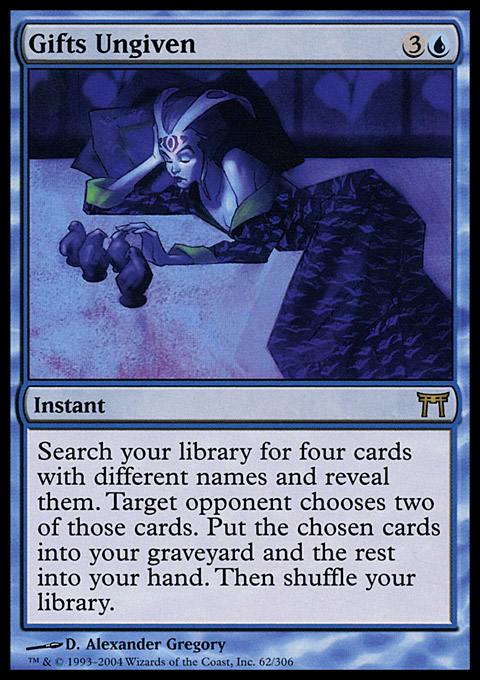 Gifts Ungiven 3
Instant
Search your library for four cards
with different names and reveal
them. Target opponent chooses two
of those cards. Put the chosen cards
into your graveyard and the rest
into your hand. Then shuffle your
library.
D. Alexander Gregory
™ & © 1993–2004 Wizards of the Coast, Inc. 62/306